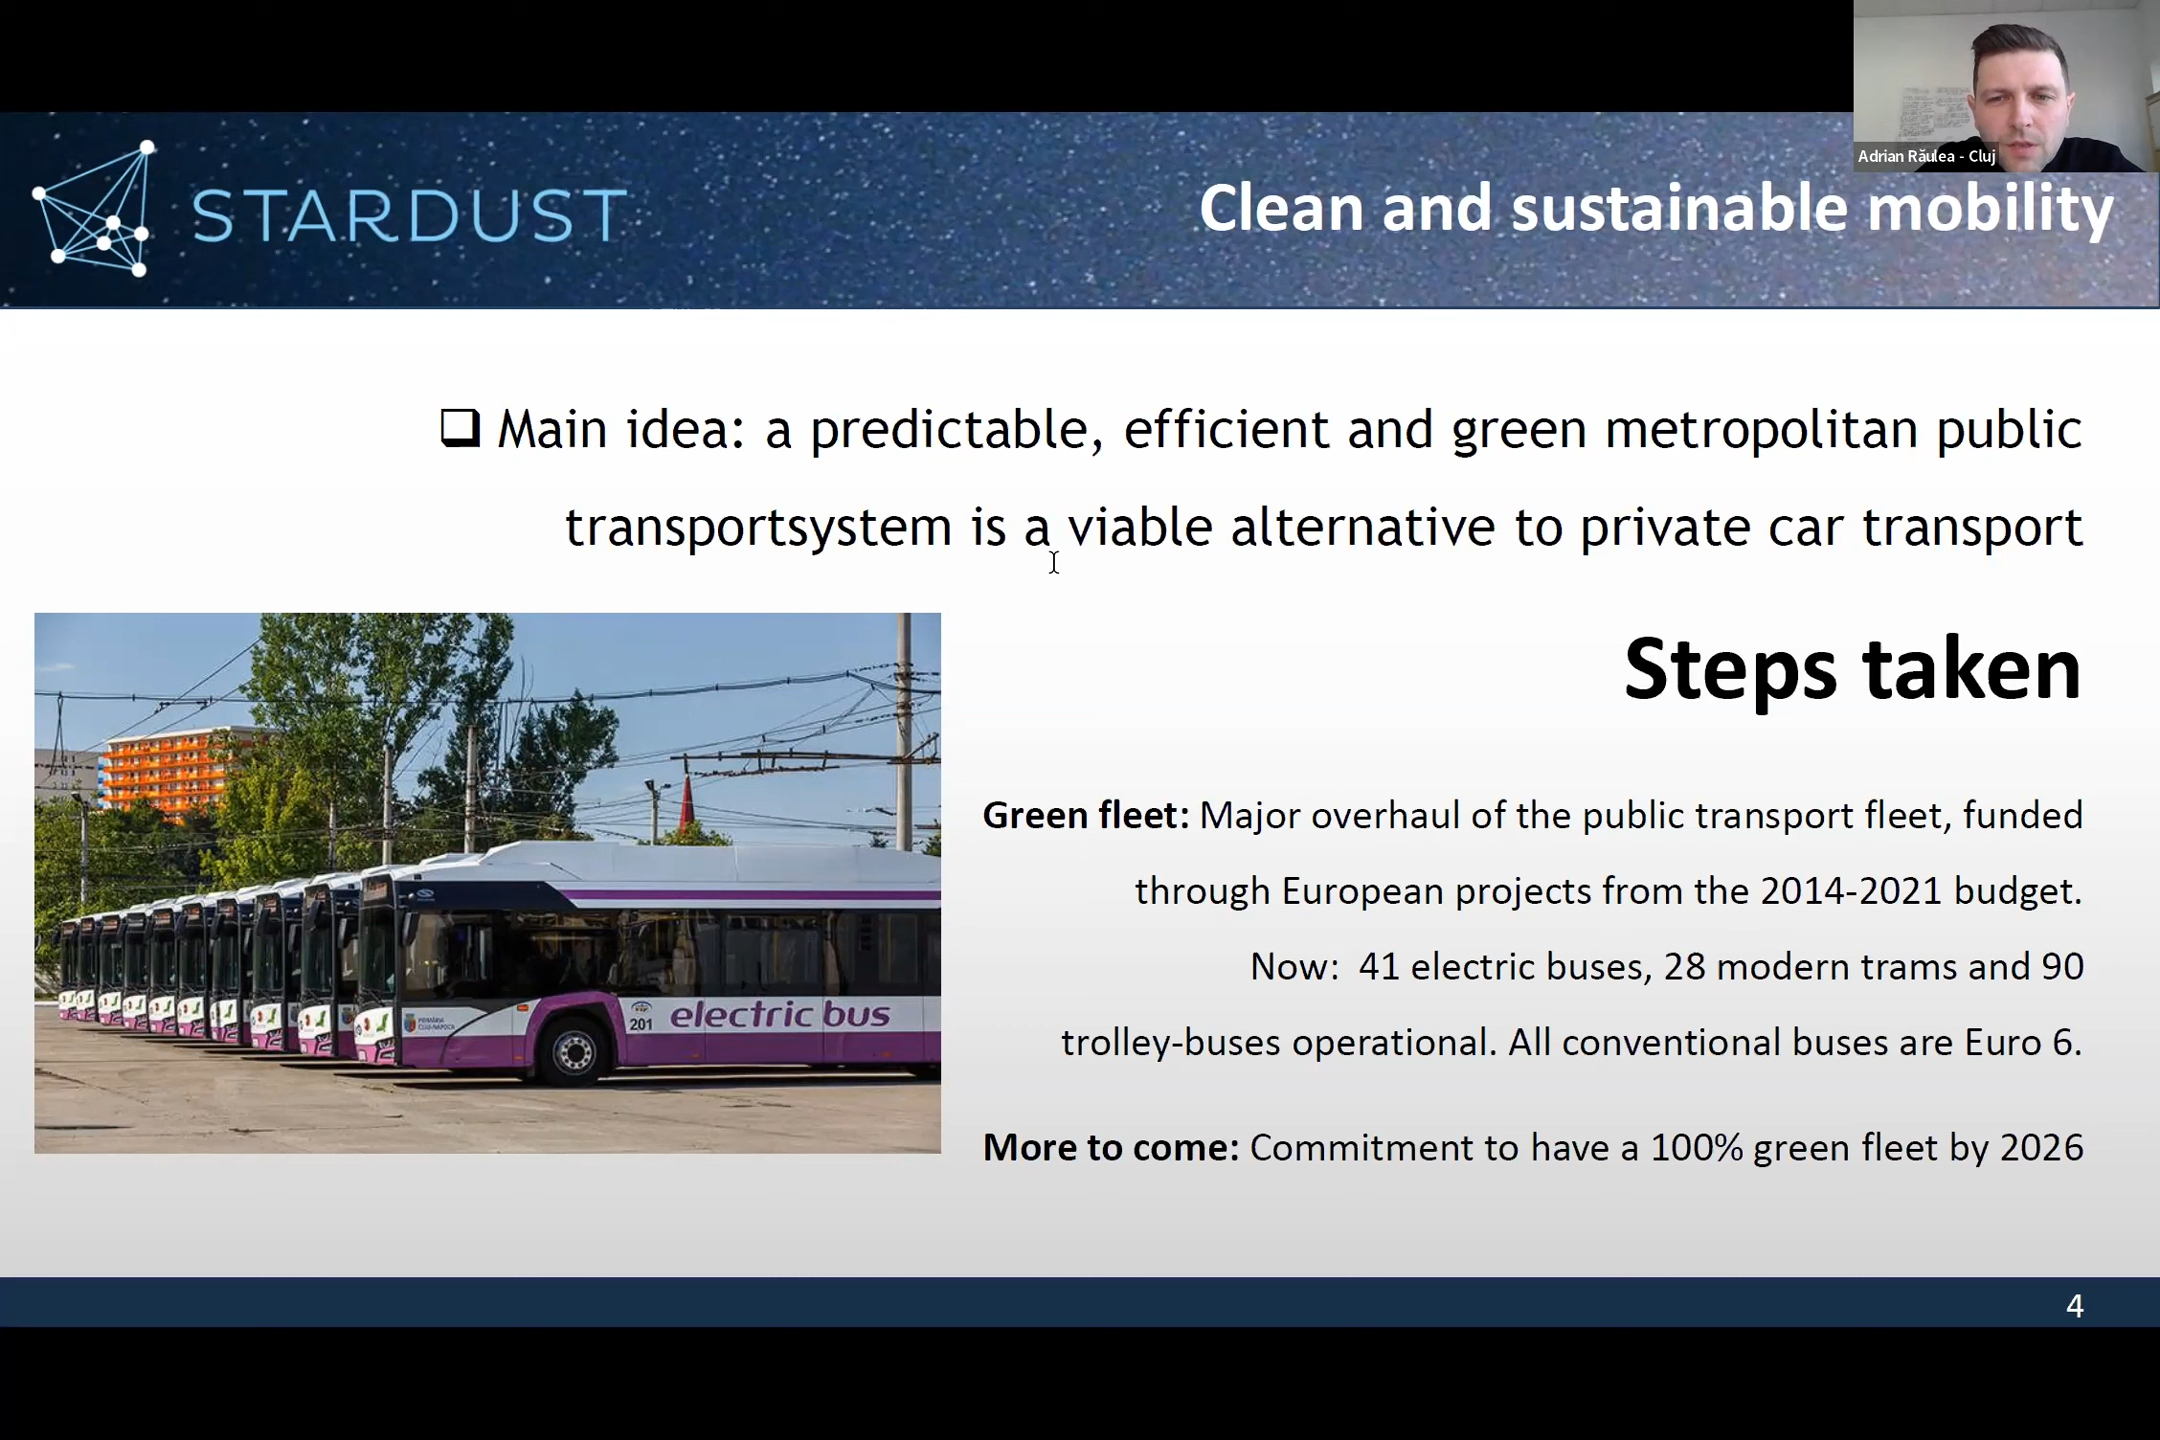 Adrian Răulea - Cluj
STARDUST
Clean and sustainable mobility
Main idea: a predictable, efficient and green metropolitan public
transportsystem is a viable alternative to private car transport
Steps taken
Green fleet: Major overhaul of the public transport fleet, funded
through European projects from the 2014-2021 budget.
Now: 41 electric buses, 28 modern trams and 90
trolley-buses operational. All conventional buses are Euro 6.
More to come: Commitment to have a 100% green fleet by 2026
PRIMĂRIA
CLUJ-NAPOCA
201
electric bus
4